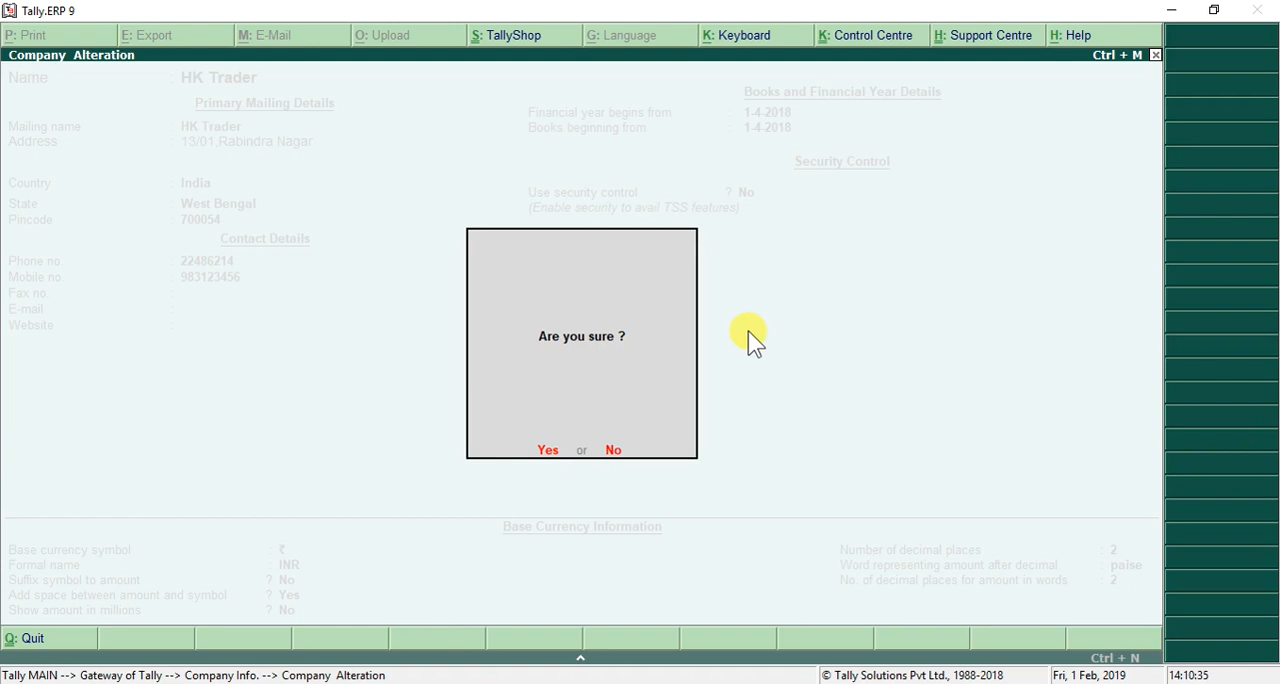 Tally.ERP 9
P: Print E: Export M: E-Mail O: Upload S: TallyShop G: Language K: Keyboard K: Control Centre H: Support Centre H: Help
Company Alteration Ctrl + M
Name : HK Trader
Primary Mailing Details
Mailing name : HK Trader
Address : 13/01,Rabindra Nagar
Country : India
State : West Bengal
Pincode : 700054
Contact Details
Phone no. : 22486214
Mobile no. : 983123456
Fax no. :
E-mail :
Website :
Books and Financial Year Details
Financial year begins from : 1-4-2018
Books beginning from : 1-4-2018
Security Control
Use security control ? No
(Enable security to avail TSS features)
Are you sure ?
Yes or No
Base Currency Information
Base currency symbol : ₹
Formal name : INR
Suffix symbol to amount ? No
Add space between amount and symbol ? Yes
Show amount in millions ? No
Number of decimal places : 2
Word representing amount after decimal : paise
No. of decimal places for amount in words : 2
Q: Quit
Ctrl + N
Tally MAIN --> Gateway of Tally --> Company Info. --> Company Alteration © Tally Solutions Pvt Ltd., 1988-2018 Fri, 1 Feb, 2019 14:10:35